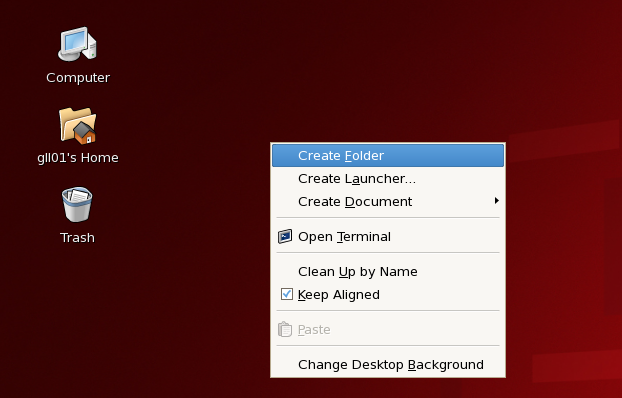 Computer
gll01's Home
Trash
Create Folder
Create Launcher...
Create Document
Open Terminal
Clean Up by Name
Keep Aligned
Paste
Change Desktop Background